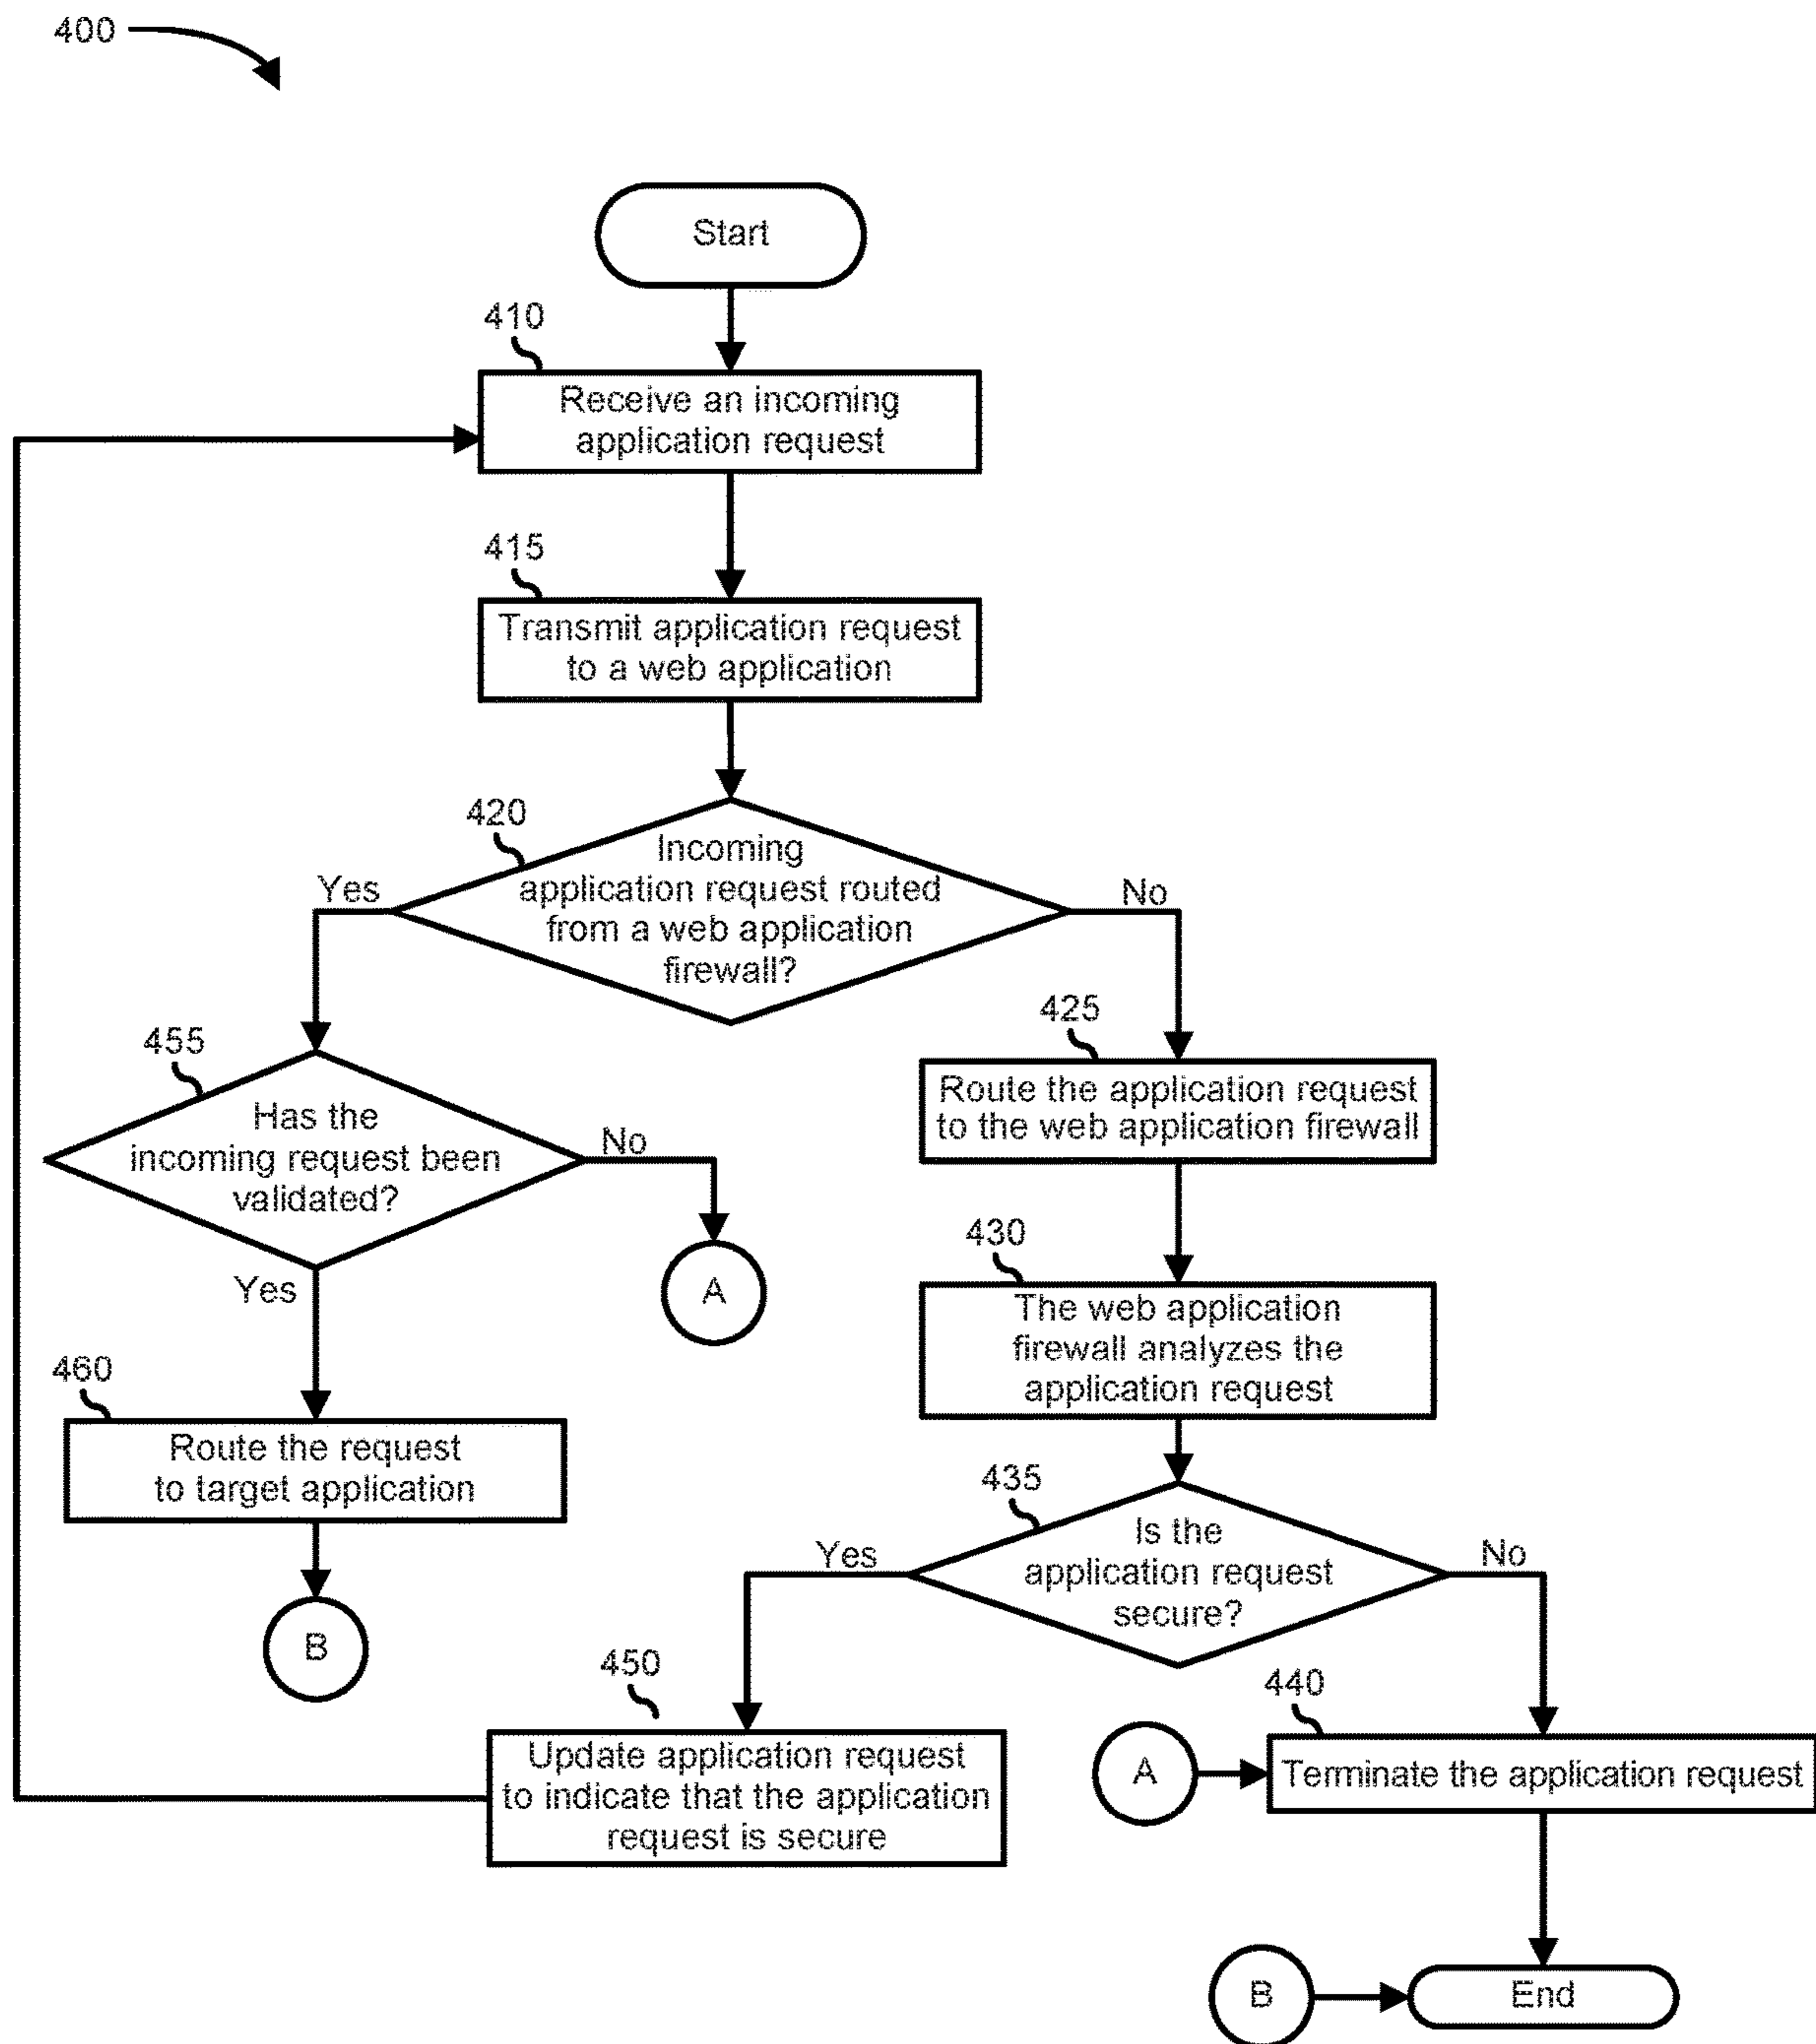 400
Start
410
Receive an incoming
application request
415
Transmit application request
to a web application
420
Incoming
application request routed
from a web application
firewall?
Yes
No
455
Has the
incoming request been
validated?
No
A
Yes
425
Route the application request
to the web application firewall
430
The web application
firewall analyzes the
application request
460
Route the request
to target application
B
435
Is the
application request
secure?
Yes
No
450
Update application request
to indicate that the application
request is secure
440
A
Terminate the application request
B
End